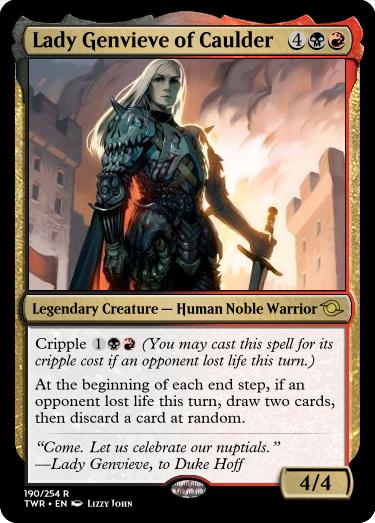 Lady Genvieve of Caulder 4
Legendary Creature — Human Noble Warrior
Cripple 1 (You may cast this spell for its
cripple cost if an opponent lost life this turn.)
At the beginning of each end step, if an
opponent lost life this turn, draw two cards,
then discard a card at random.
“Come. Let us celebrate our nuptials.”
—Lady Genvieve, to Duke Hoff
4/4
190/254 R
TWR • EN Lizzy John